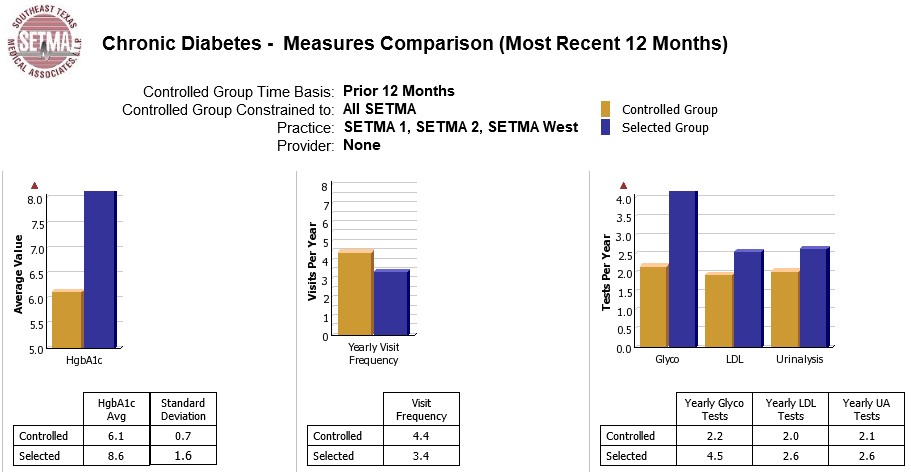 SOUTHEAST TEXAS
SETMA
MEDICAL ASSOCIATES, L.L.P.
Chronic Diabetes - Measures Comparison (Most Recent 12 Months)
Controlled Group Time Basis: Prior 12 Months
Controlled Group Constrained to: All SETMA
Practice: SETMA 1, SETMA 2, SETMA West
Provider: None
Controlled Group
Selected Group
Average Value
8.0
7.5
7.0
6.5
6.0
5.5
5.0
HgbA1c
Visits Per Year
8
7
6
5
4
3
2
1
0
Yearly Visit
Frequency
Tests Per Year
4.0
3.5
3.0
2.5
2.0
1.5
1.0
0.5
0.0
Glyco LDL Urinalysis
HgbA1c Avg Standard Deviation
Controlled 6.1 0.7
Selected 8.6 1.6
Visit Frequency
Controlled 4.4
Selected 3.4
Yearly Glyco Tests Yearly LDL Tests Yearly UA Tests
Controlled 2.2 2.0 2.1
Selected 4.5 2.6 2.6